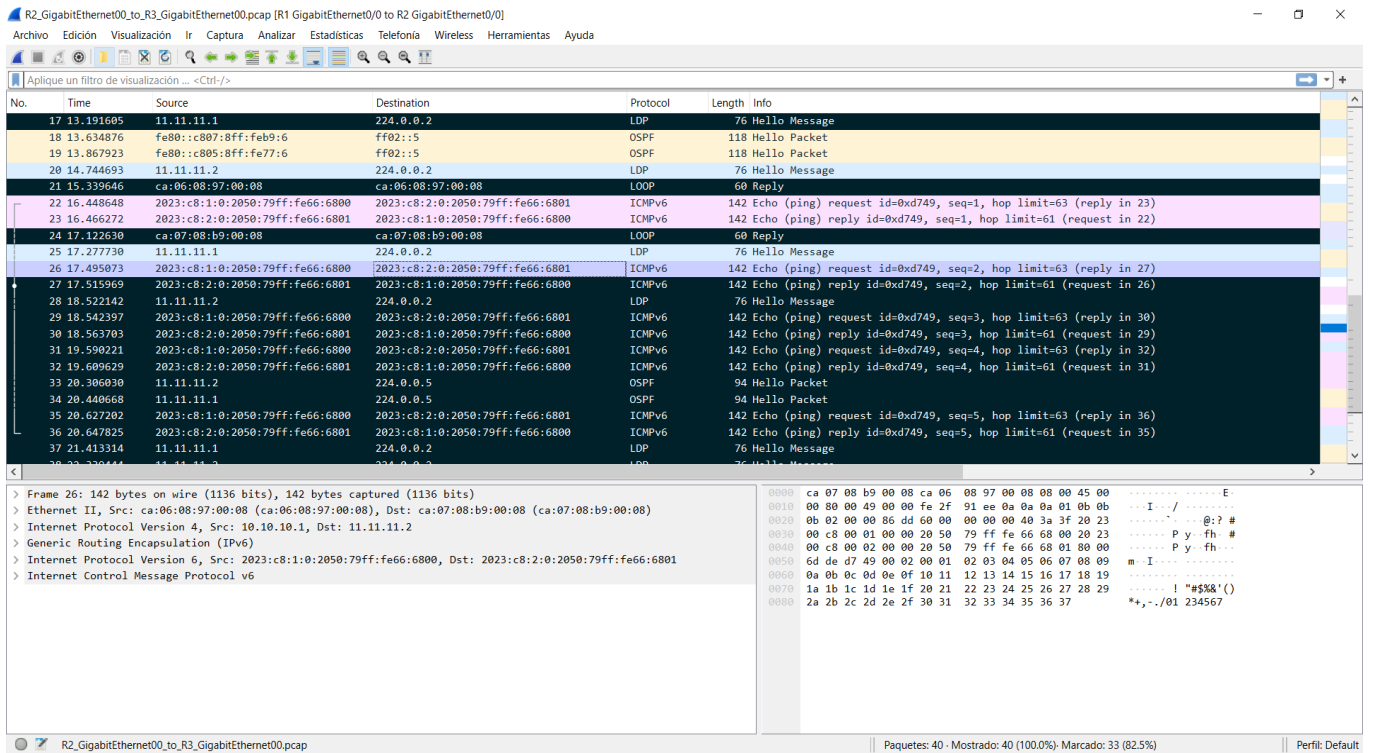 R2_GigabitEthernet00_to_R3_GigabitEthernet00.pcap [R1 GigabitEthernet0/0 to R2 GigabitEthernet0/0]
Archivo Edición Visualización Ir Captura Analizar Estadísticas Telefonía Wireless Herramientas Ayuda
Aplique un filtro de visualización ... <Ctrl-/>
No. Time Source Destination Protocol Length Info
17 13.191605 11.11.11.1 224.0.0.2 LDP 76 Hello Message
18 13.634876 fe80::c807:8ff:feb9:6 ff02::5 OSPF 118 Hello Packet
19 13.867923 fe80::c805:8ff:fe77:6 ff02::5 OSPF 118 Hello Packet
20 14.744693 11.11.11.2 224.0.0.2 LDP 76 Hello Message
21 15.339646 ca:06:08:97:00:08 ca:06:08:97:00:08 LOOP 60 Reply
22 16.448648 2023:c8:1:0:2050:79ff:fe66:6800 2023:c8:2:0:2050:79ff:fe66:6801 ICMPv6 142 Echo (ping) request id=0xd749, seq=1, hop limit=63 (reply in 23)
23 16.466272 2023:c8:2:0:2050:79ff:fe66:6801 2023:c8:1:0:2050:79ff:fe66:6800 ICMPv6 142 Echo (ping) reply id=0xd749, seq=1, hop limit=61 (request in 22)
24 17.122630 ca:07:08:b9:00:08 ca:07:08:b9:00:08 LOOP 60 Reply
25 17.277730 11.11.11.1 224.0.0.2 LDP 76 Hello Message
26 17.495073 2023:c8:1:0:2050:79ff:fe66:6800 2023:c8:2:0:2050:79ff:fe66:6801 ICMPv6 142 Echo (ping) request id=0xd749, seq=2, hop limit=63 (reply in 27)
27 17.515969 2023:c8:2:0:2050:79ff:fe66:6801 2023:c8:1:0:2050:79ff:fe66:6800 ICMPv6 142 Echo (ping) reply id=0xd749, seq=2, hop limit=61 (request in 26)
28 18.522142 11.11.11.2 224.0.0.2 LDP 76 Hello Message
29 18.542397 2023:c8:1:0:2050:79ff:fe66:6800 2023:c8:2:0:2050:79ff:fe66:6801 ICMPv6 142 Echo (ping) request id=0xd749, seq=3, hop limit=63 (reply in 30)
30 18.563703 2023:c8:2:0:2050:79ff:fe66:6801 2023:c8:1:0:2050:79ff:fe66:6800 ICMPv6 142 Echo (ping) reply id=0xd749, seq=3, hop limit=61 (request in 29)
31 19.590221 2023:c8:1:0:2050:79ff:fe66:6800 2023:c8:2:0:2050:79ff:fe66:6801 ICMPv6 142 Echo (ping) request id=0xd749, seq=4, hop limit=63 (reply in 32)
32 19.609629 2023:c8:2:0:2050:79ff:fe66:6801 2023:c8:1:0:2050:79ff:fe66:6800 ICMPv6 142 Echo (ping) reply id=0xd749, seq=4, hop limit=61 (request in 31)
33 20.306030 11.11.11.2 224.0.0.5 OSPF 94 Hello Packet
34 20.440668 11.11.11.1 224.0.0.5 OSPF 94 Hello Packet
35 20.627202 2023:c8:1:0:2050:79ff:fe66:6800 2023:c8:2:0:2050:79ff:fe66:6801 ICMPv6 142 Echo (ping) request id=0xd749, seq=5, hop limit=63 (reply in 36)
36 20.647825 2023:c8:2:0:2050:79ff:fe66:6801 2023:c8:1:0:2050:79ff:fe66:6800 ICMPv6 142 Echo (ping) reply id=0xd749, seq=5, hop limit=61 (request in 35)
37 21.413314 11.11.11.1 224.0.0.2 LDP 76 Hello Message
Frame 26: 142 bytes on wire (1136 bits), 142 bytes captured (1136 bits)
Ethernet II, Src: ca:06:08:97:00:08 (ca:06:08:97:00:08), Dst: ca:07:08:b9:00:08 (ca:07:08:b9:00:08)
Internet Protocol Version 4, Src: 10.10.10.1, Dst: 11.11.11.2
Generic Routing Encapsulation (IPv6)
Internet Protocol Version 6, Src: 2023:c8:1:0:2050:79ff:fe66:6800, Dst: 2023:c8:2:0:2050:79ff:fe66:6801
Internet Control Message Protocol v6
0000 ca 07 08 b9 00 08 ca 06 08 97 00 08 08 00 45 00 ········ ······E·
0010 00 80 00 49 00 00 fe 2f 91 ee 0a 0a 0a 01 0b 0b ···I···/ ········
0020 0b 02 00 00 86 dd 60 00 00 00 00 40 3a 3f 20 23 ······`· ···@:? #
0030 00 c8 00 01 00 00 20 50 79 ff fe 66 68 00 20 23 ······ P y··fh· #
0040 00 c8 00 02 00 00 20 50 79 ff fe 66 68 01 80 00 ······ P y··fh···
0050 6d de d7 49 00 02 00 01 02 03 04 05 06 07 08 09 m··I···· ········
0060 0a 0b 0c 0d 0e 0f 10 11 12 13 14 15 16 17 18 19 ········ ········
0070 1a 1b 1c 1d 1e 1f 20 21 22 23 24 25 26 27 28 29 ······ ! "#$%&'()
0080 2a 2b 2c 2d 2e 2f 30 31 32 33 34 35 36 37 *+,-./01 234567
R2_GigabitEthernet00_to_R3_GigabitEthernet00.pcap
Paquetes: 40 · Mostrado: 40 (100.0%)· Marcado: 33 (82.5%)
Perfil: Default